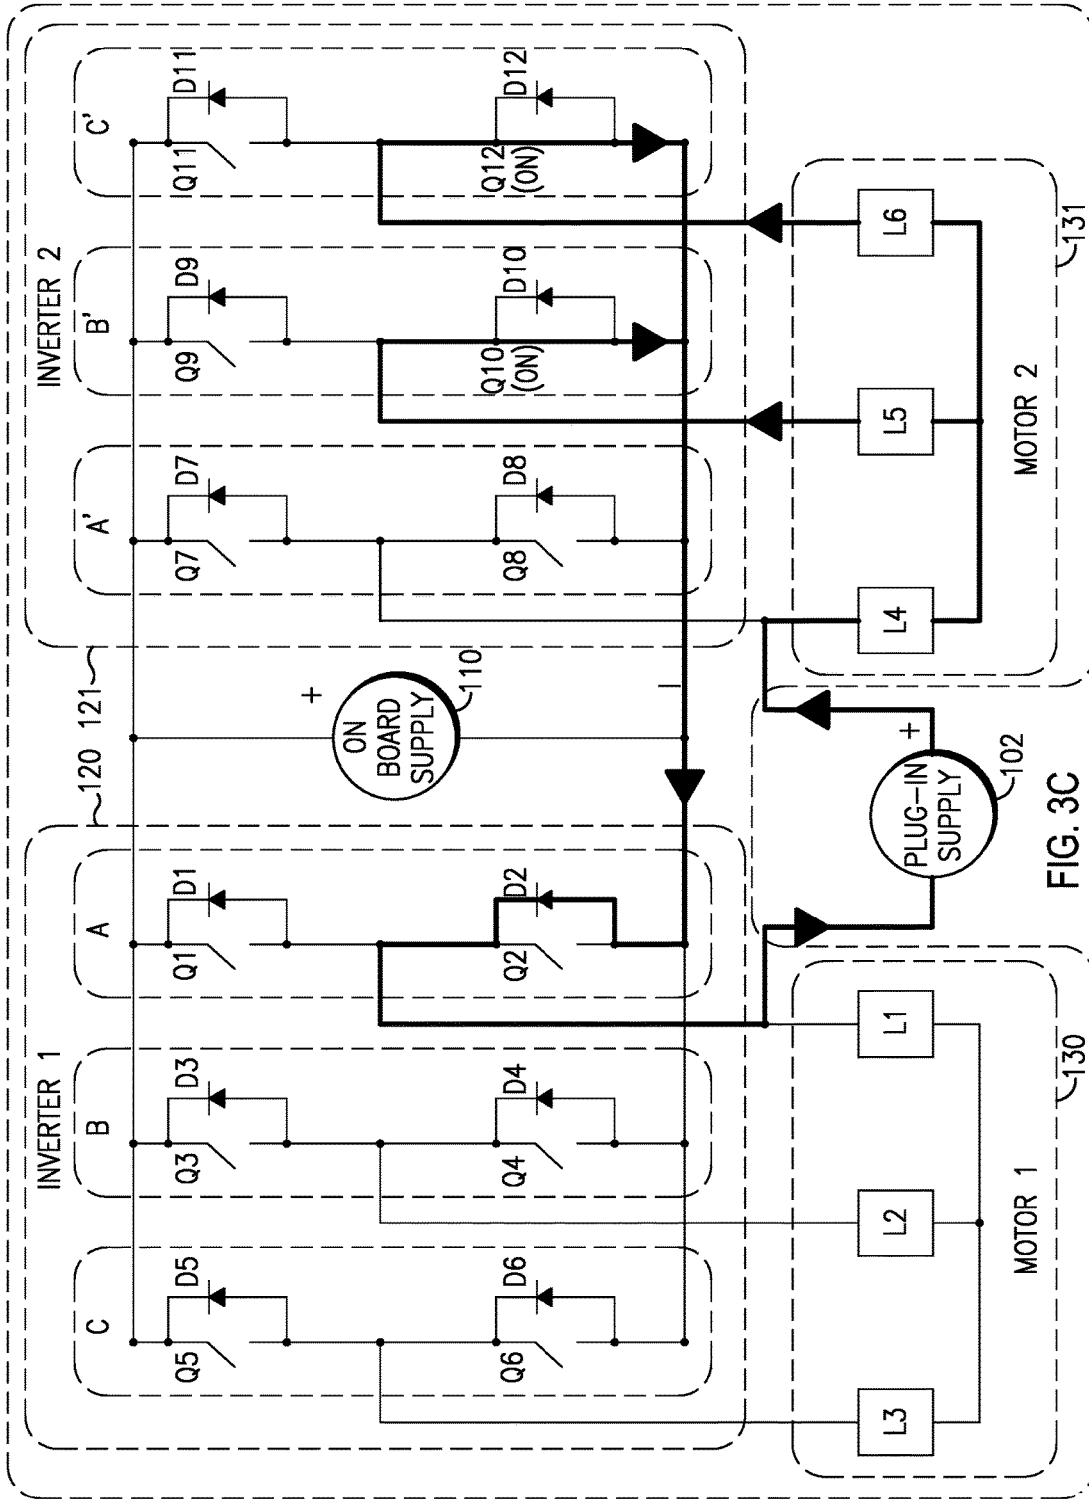 INVERTER 1
INVERTER 2
120
121
C
B
A
A'
B'
C'
Q5
D5
Q3
D3
Q1
D1
Q7
D7
Q9
D9
Q11
D11
+
ON
BOARD
SUPPLY
110
–
Q6
D6
Q4
D4
Q2
D2
Q8
D8
Q10
(ON)
D10
Q12
(ON)
D12
L3
L2
L1
L4
L5
L6
+
PLUG-IN
SUPPLY
102
MOTOR 1
130
MOTOR 2
131
FIG. 3C